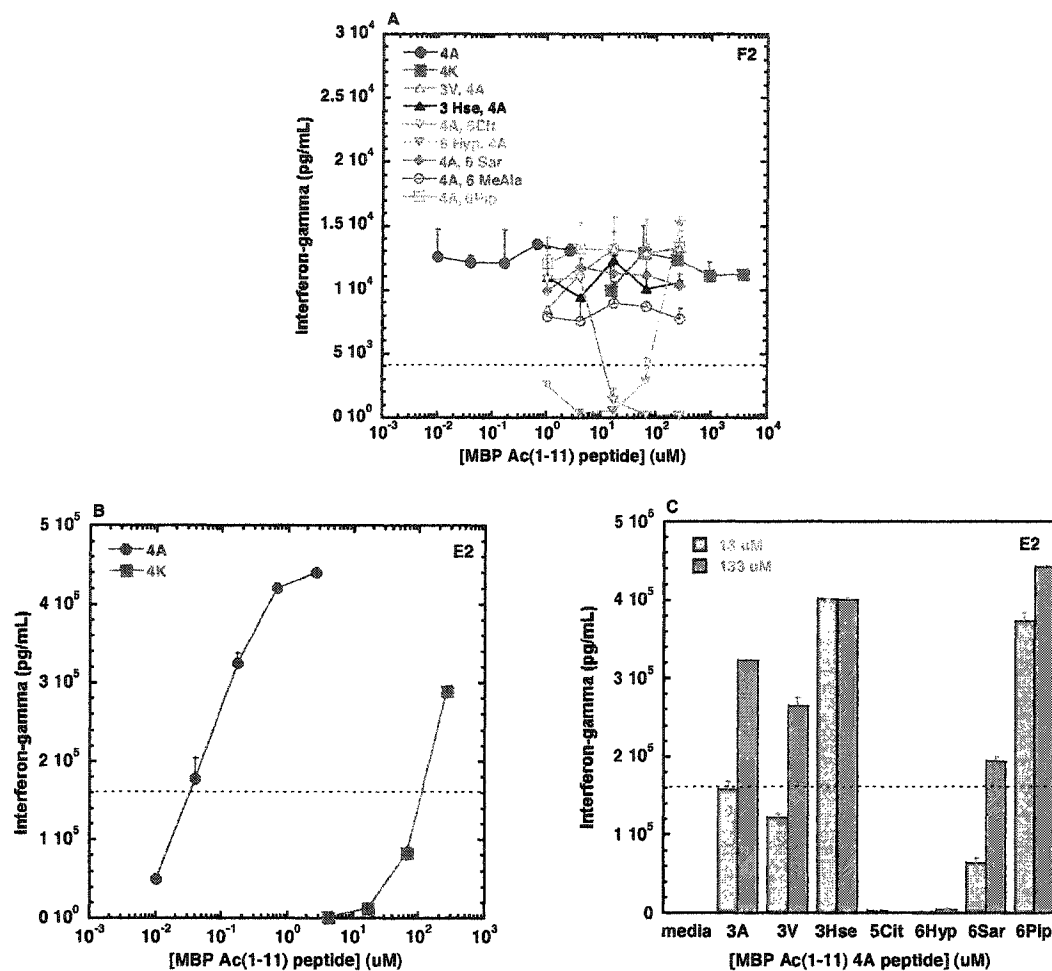 A
F2
3 10⁴
2.5 10⁴
2 10⁴
1.5 10⁴
1 10⁴
5 10³
0 10⁰
Interferon-gamma (pg/mL)
4A
4K
3V, 4A
3 Hse, 4A
4A, 5Cit
6 Hyp, 4A
4A, 6 Sar
4A, 6 MeAla
4A, 6Pip
10⁻³ 10⁻² 10⁻¹ 10⁰ 10¹ 10² 10³ 10⁴
[MBP Ac(1-11) peptide] (uM)
B
E2
5 10⁵
4 10⁵
3 10⁵
2 10⁵
1 10⁵
0 10⁰
Interferon-gamma (pg/mL)
4A
4K
10⁻³ 10⁻² 10⁻¹ 10⁰ 10¹ 10² 10³
[MBP Ac(1-11) peptide] (uM)
C
E2
5 10⁶
4 10⁵
3 10⁵
2 10⁵
1 10⁵
0
Interferon-gamma (pg/mL)
13 uM
133 uM
media 3A 3V 3Hse 5Cit 6Hyp 6Sar 6Pip
[MBP Ac(1-11) 4A peptide] (uM)